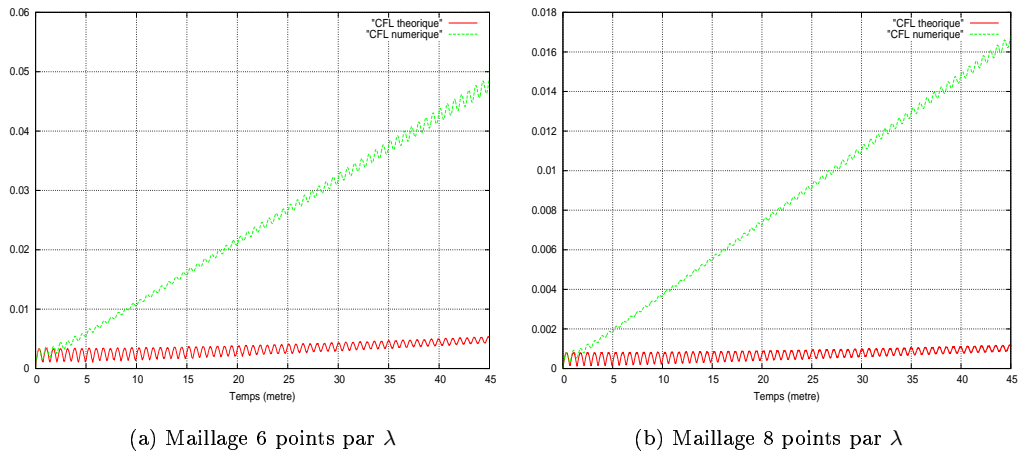 0.06
0.05
0.04
0.03
0.02
0.01
0
"CFL theorique"
"CFL numerique"
0 5 10 15 20 25 30 35 40 45
Temps (metre)
(a) Maillage 6 points par λ
0.018
0.016
0.014
0.012
0.01
0.008
0.006
0.004
0.002
0
"CFL theorique"
"CFL numerique"
0 5 10 15 20 25 30 35 40 45
Temps (metre)
(b) Maillage 8 points par λ